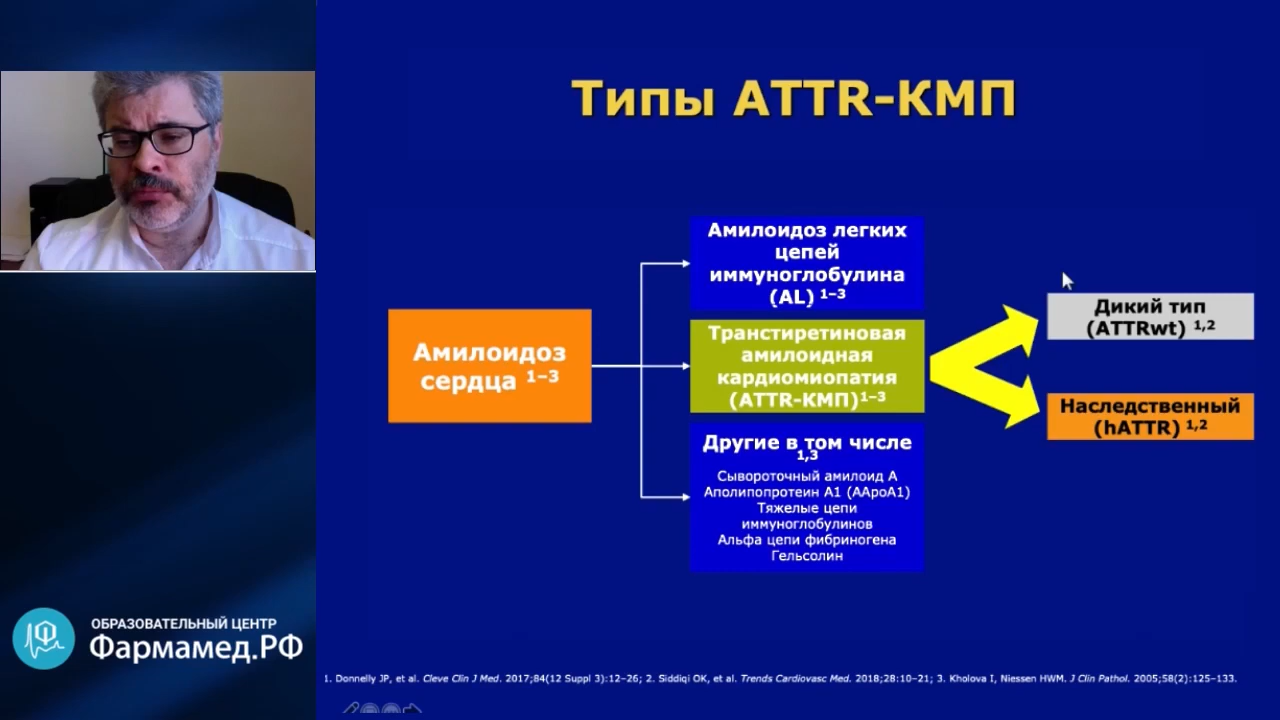 Типы ATTR-КМП
Амилоидоз
сердца 1–3
Амилоидоз легких
цепей
иммуноглобулина
(AL) 1–3
Транстиретиновая
амилоидная
кардиомиопатия
(ATTR-КМП)1–3
Другие в том числе
1,3
Сывороточный амилоид А
Аполипопротеин А1 (AApoA1)
Тяжелые цепи
иммуноглобулинов
Альфа цепи фибриногена
Гельсолин
Дикий тип
(ATTRwt) 1,2
Наследственный
(hATTR) 1,2
ОБРАЗОВАТЕЛЬНЫЙ ЦЕНТР
Фармамед.РФ
1. Donnelly JP, et al. Cleve Clin J Med. 2017;84(12 Suppl 3):12–26; 2. Siddiqi OK, et al. Trends Cardiovasc Med. 2018;28:10–21; 3. Kholova I, Niessen HWM. J Clin Pathol. 2005;58(2):125–133.